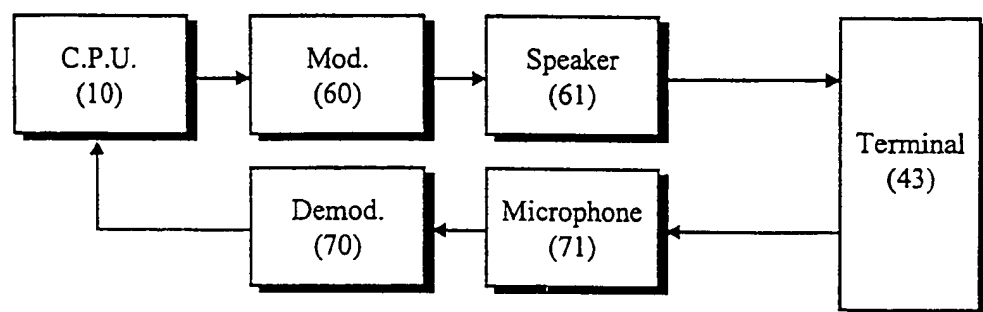 C.P.U.
(10)
Mod.
(60)
Speaker
(61)
Terminal
(43)
Demod.
(70)
Microphone
(71)